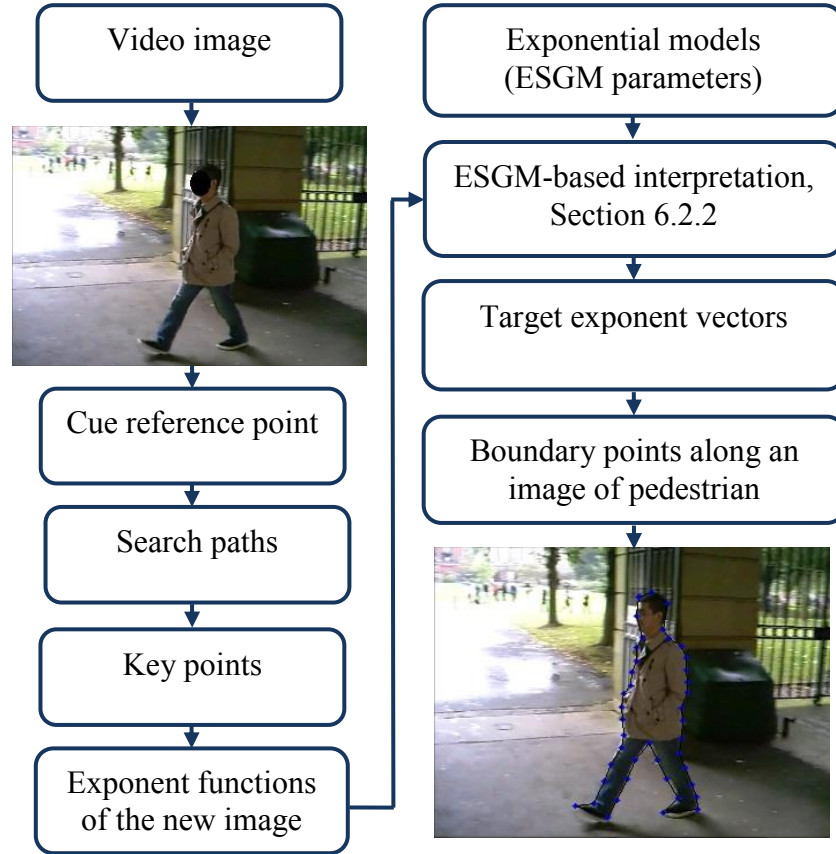 Video image
Cue reference point
Search paths
Key points
Exponent functions
of the new image
Exponential models
(ESGM parameters)
ESGM-based interpretation,
Section 6.2.2
Target exponent vectors
Boundary points along an
image of pedestrian